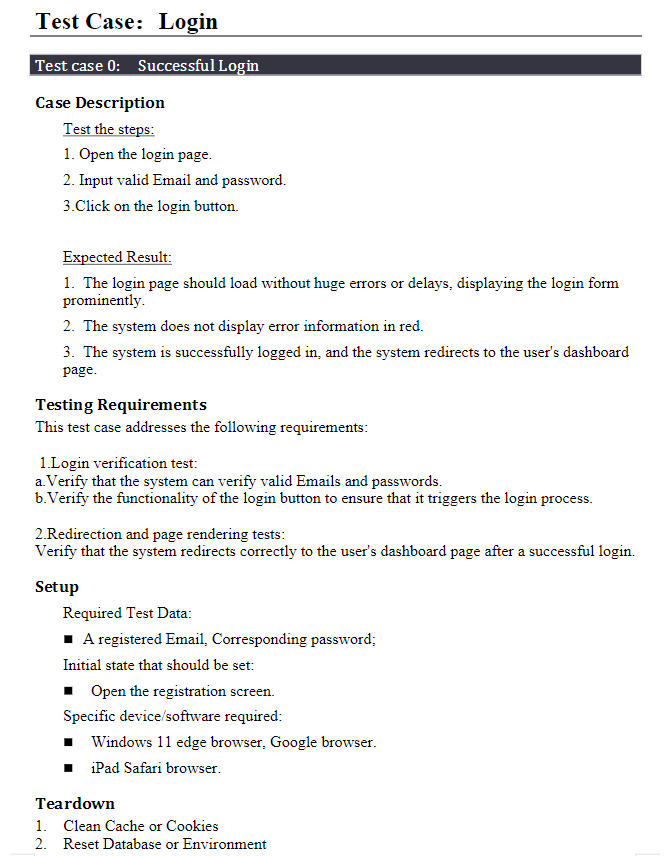 Test Case： Login
Test case 0: Successful Login
Case Description
Test the steps:
1. Open the login page.
2. Input valid Email and password.
3.Click on the login button.
Expected Result:
1. The login page should load without huge errors or delays, displaying the login form
prominently.
2. The system does not display error information in red.
3. The system is successfully logged in, and the system redirects to the user's dashboard
page.
Testing Requirements
This test case addresses the following requirements:
1.Login verification test:
a.Verify that the system can verify valid Emails and passwords.
b.Verify the functionality of the login button to ensure that it triggers the login process.
2.Redirection and page rendering tests:
Verify that the system redirects correctly to the user's dashboard page after a successful login.
Setup
Required Test Data:
■ A registered Email, Corresponding password;
Initial state that should be set:
■ Open the registration screen.
Specific device/software required:
■ Windows 11 edge browser, Google browser.
■ iPad Safari browser.
Teardown
1. Clean Cache or Cookies
2. Reset Database or Environment